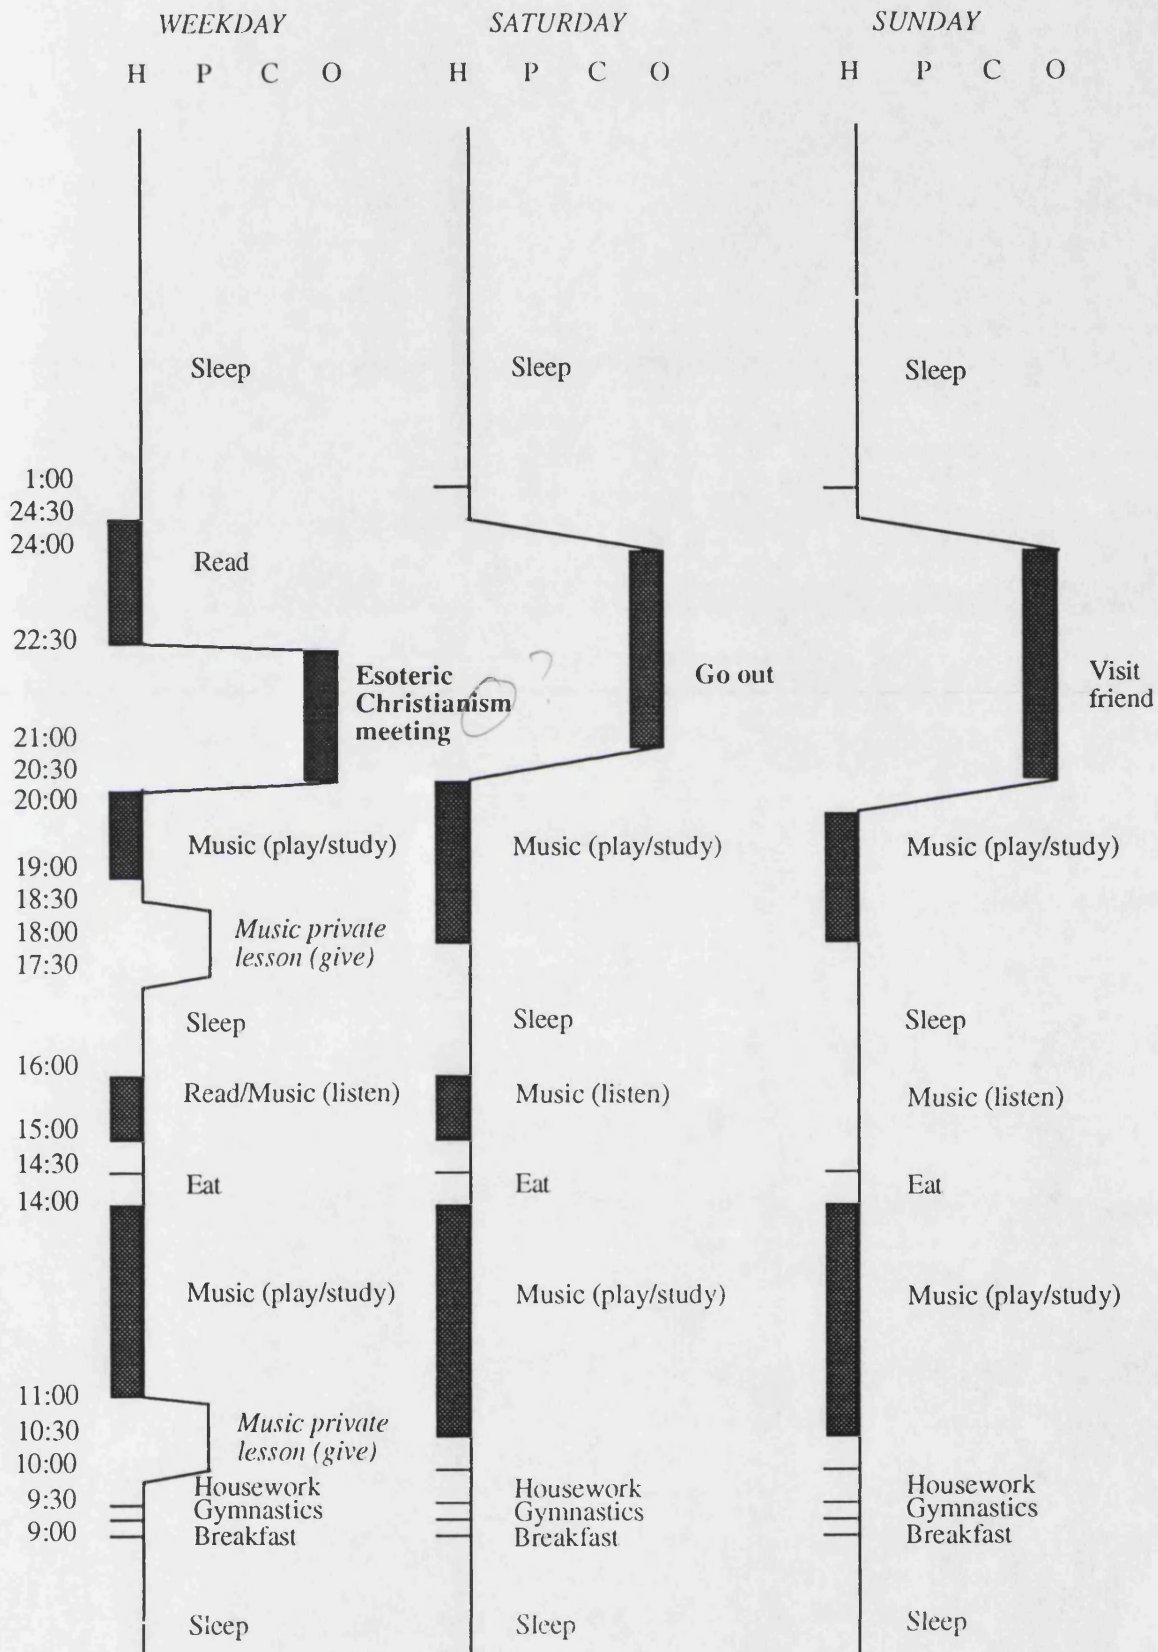 WEEKDAY SATURDAY SUNDAY
H P C O H P C O H P C O
Sleep Sleep Sleep
1:00
24:30
24:00
Read
22:30
Esoteric
Christianism
meeting
?
Go out
Visit
friend
21:00
20:30
20:00
Music (play/study) Music (play/study) Music (play/study)
19:00
18:30
18:00
17:30
Music private
lesson (give)
Sleep Sleep Sleep
16:00
Read/Music (listen) Music (listen) Music (listen)
15:00
14:30
Eat Eat Eat
14:00
Music (play/study) Music (play/study) Music (play/study)
11:00
10:30
10:00
Music private
lesson (give)
Housework Housework Housework
9:30
Gymnastics Gymnastics Gymnastics
9:00
Breakfast Breakfast Breakfast
Sleep Sleep Sleep